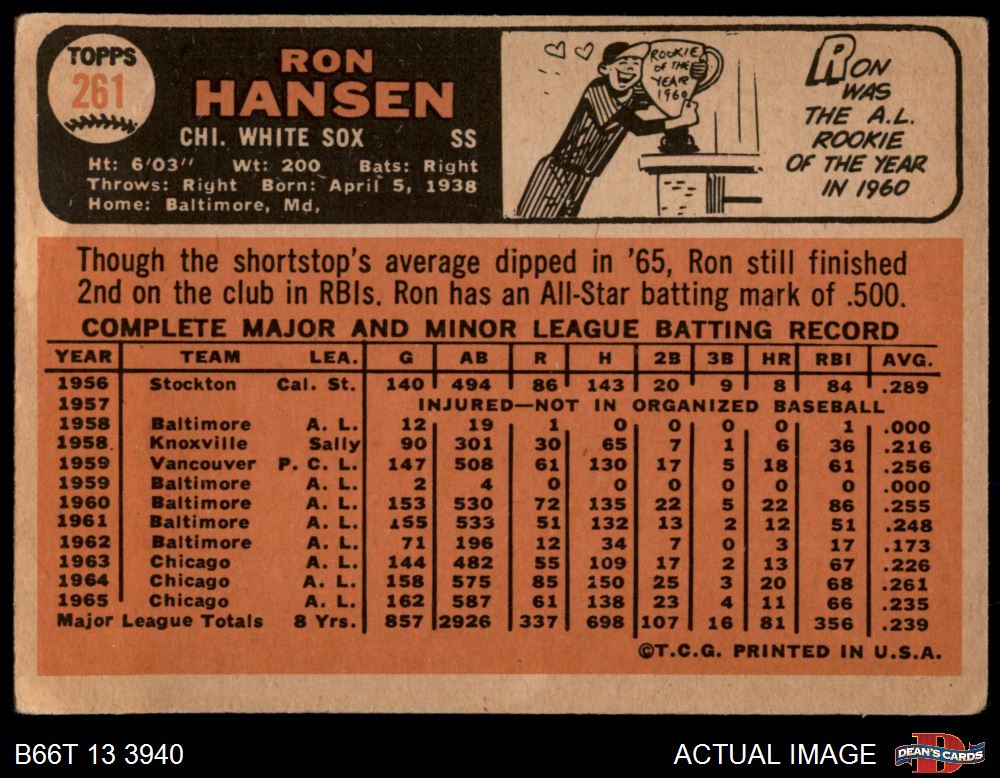 TOPPS
261
RON
HANSEN
CHI. WHITE SOX SS
Ht: 6'03" Wt: 200 Bats: Right
Throws: Right Born: April 5, 1938
Home: Baltimore, Md,
ROOKIE
OF THE
YEAR
1960
RON
WAS
THE A.L.
ROOKIE
OF THE YEAR
IN 1960
Though the shortstop's average dipped in '65, Ron still finished
2nd on the club in RBIs. Ron has an All-Star batting mark of .500.
COMPLETE MAJOR AND MINOR LEAGUE BATTING RECORD
YEAR TEAM LEA. G AB R H 2B 3B HR RBI AVG.
1956 Stockton Cal. St. 140 494 86 143 20 9 8 84 .289
1957 INJURED—NOT IN ORGANIZED BASEBALL
1958 Baltimore A. L. 12 19 1 0 0 0 0 1 .000
1958 Knoxville Sally 90 301 30 65 7 1 6 36 .216
1959 Vancouver P. C. L. 147 508 61 130 17 5 18 61 .256
1959 Baltimore A. L. 2 4 0 0 0 0 0 0 .000
1960 Baltimore A. L. 153 530 72 135 22 5 22 86 .255
1961 Baltimore A. L. 155 533 51 132 13 2 12 51 .248
1962 Baltimore A. L. 71 196 12 34 7 0 3 17 .173
1963 Chicago A. L. 144 482 55 109 17 2 13 67 .226
1964 Chicago A. L. 158 575 85 150 25 3 20 68 .261
1965 Chicago A. L. 162 587 61 138 23 4 11 66 .235
Major League Totals 8 Yrs. 857 2926 337 698 107 16 81 356 .239
©T.C.G. PRINTED IN U.S.A.
B66T 13 3940
ACTUAL IMAGE
DEAN'S CARDS